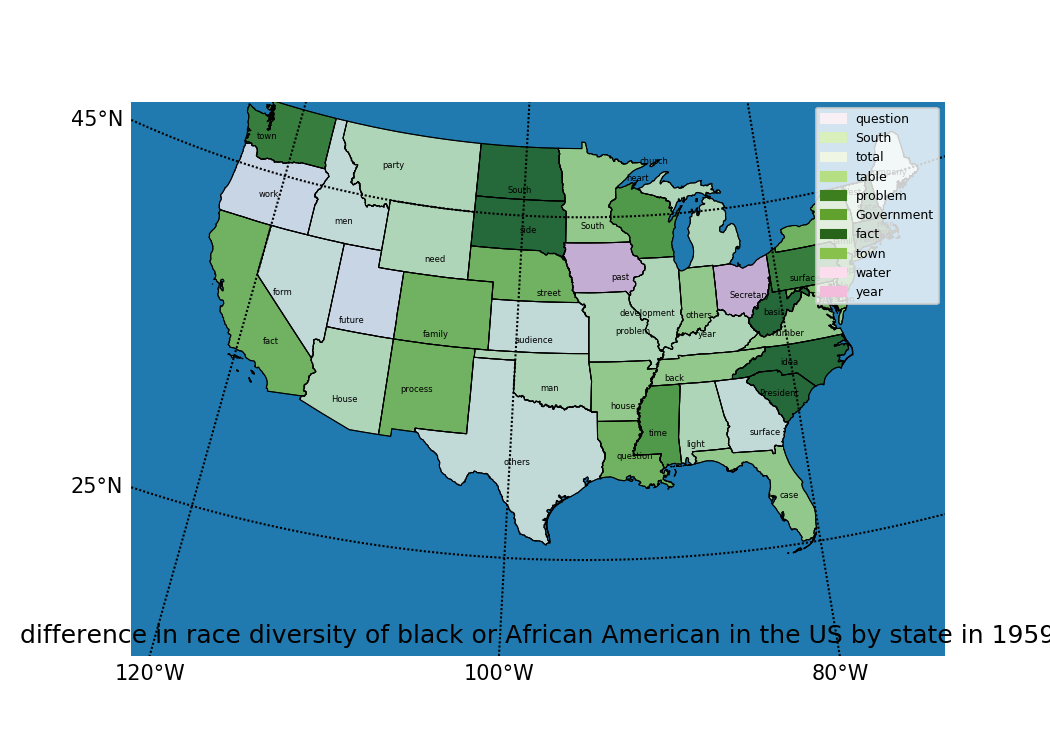 45°N
25°N
120°W
100°W
80°W
question
South
total
table
problem
Government
fact
town
water
year
town
party
church
heart
work
men
South
side
South
need
form
future
street
past
Secretary
surface
fact
family
audience
development
problem
others
year
basis
number
idea
House
process
man
house
back
President
time
light
surface
others
question
case
difference in race diversity of black or African American in the US by state in 1959